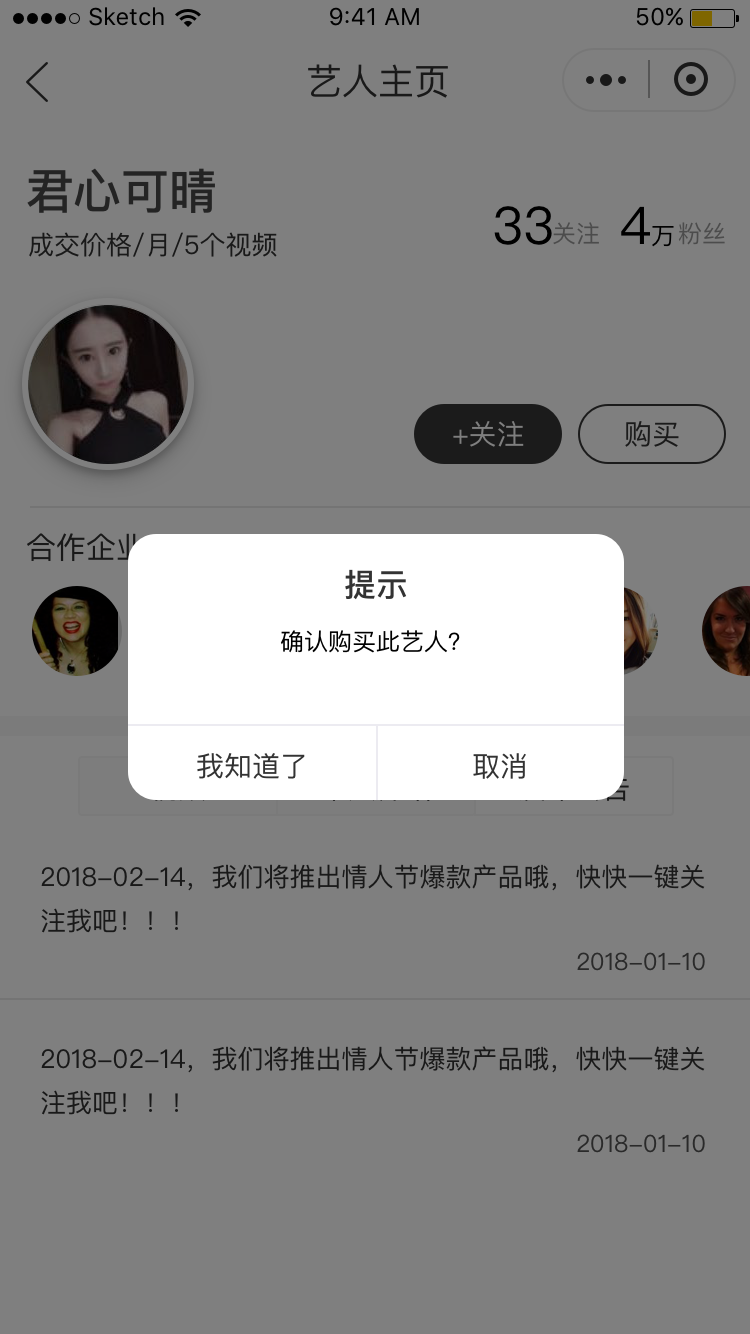 Sketch 9:41 AM 50%
艺人主页
君心可晴
33关注 4万粉丝
成交价格/月/5个视频
+关注 购买
合作企业
提示
确认购买此艺人?
我知道了 取消
告
2018-02-14，我们将推出情人节爆款产品哦，快快一键关
注我吧！！！
2018-01-10
2018-02-14，我们将推出情人节爆款产品哦，快快一键关
注我吧！！！
2018-01-10